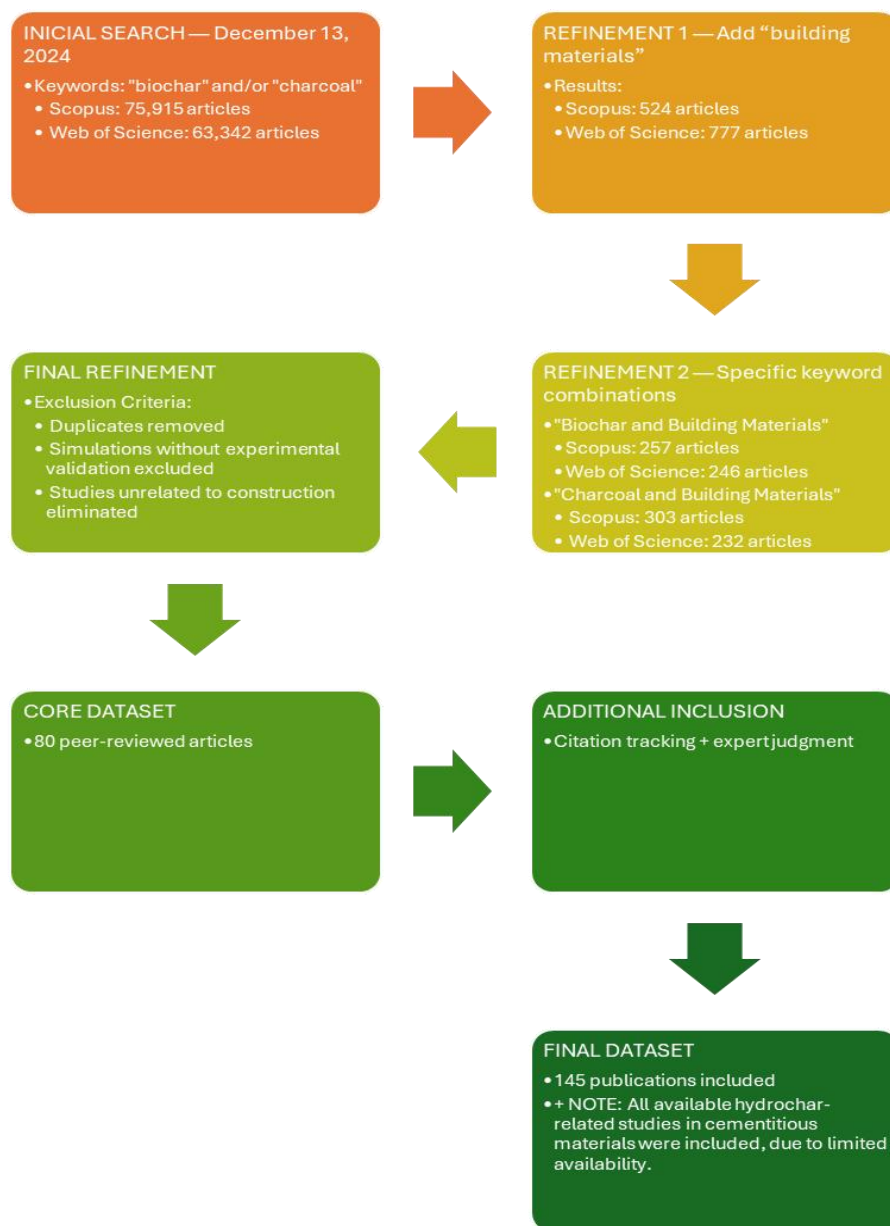 INICIAL SEARCH — December 13,
2024
•Keywords: "biochar" and/or "charcoal"
• Scopus: 75,915 articles
• Web of Science: 63,342 articles
REFINEMENT 1 — Add “building
materials”
•Results:
•Scopus: 524 articles
•Web of Science: 777 articles
REFINEMENT 2 — Specific keyword
combinations
•"Biochar and Building Materials"
•Scopus: 257 articles
•Web of Science: 246 articles
•"Charcoal and Building Materials"
• Scopus: 303 articles
• Web of Science: 232 articles
FINAL REFINEMENT
•Exclusion Criteria:
• Duplicates removed
• Simulations without experimental
validation excluded
• Studies unrelated to construction
eliminated
CORE DATASET
•80 peer-reviewed articles
ADDITIONAL INCLUSION
•Citation tracking + expert judgment
FINAL DATASET
•145 publications included
•+ NOTE: All available hydrochar-
related studies in cementitious
materials were included, due to limited
availability.